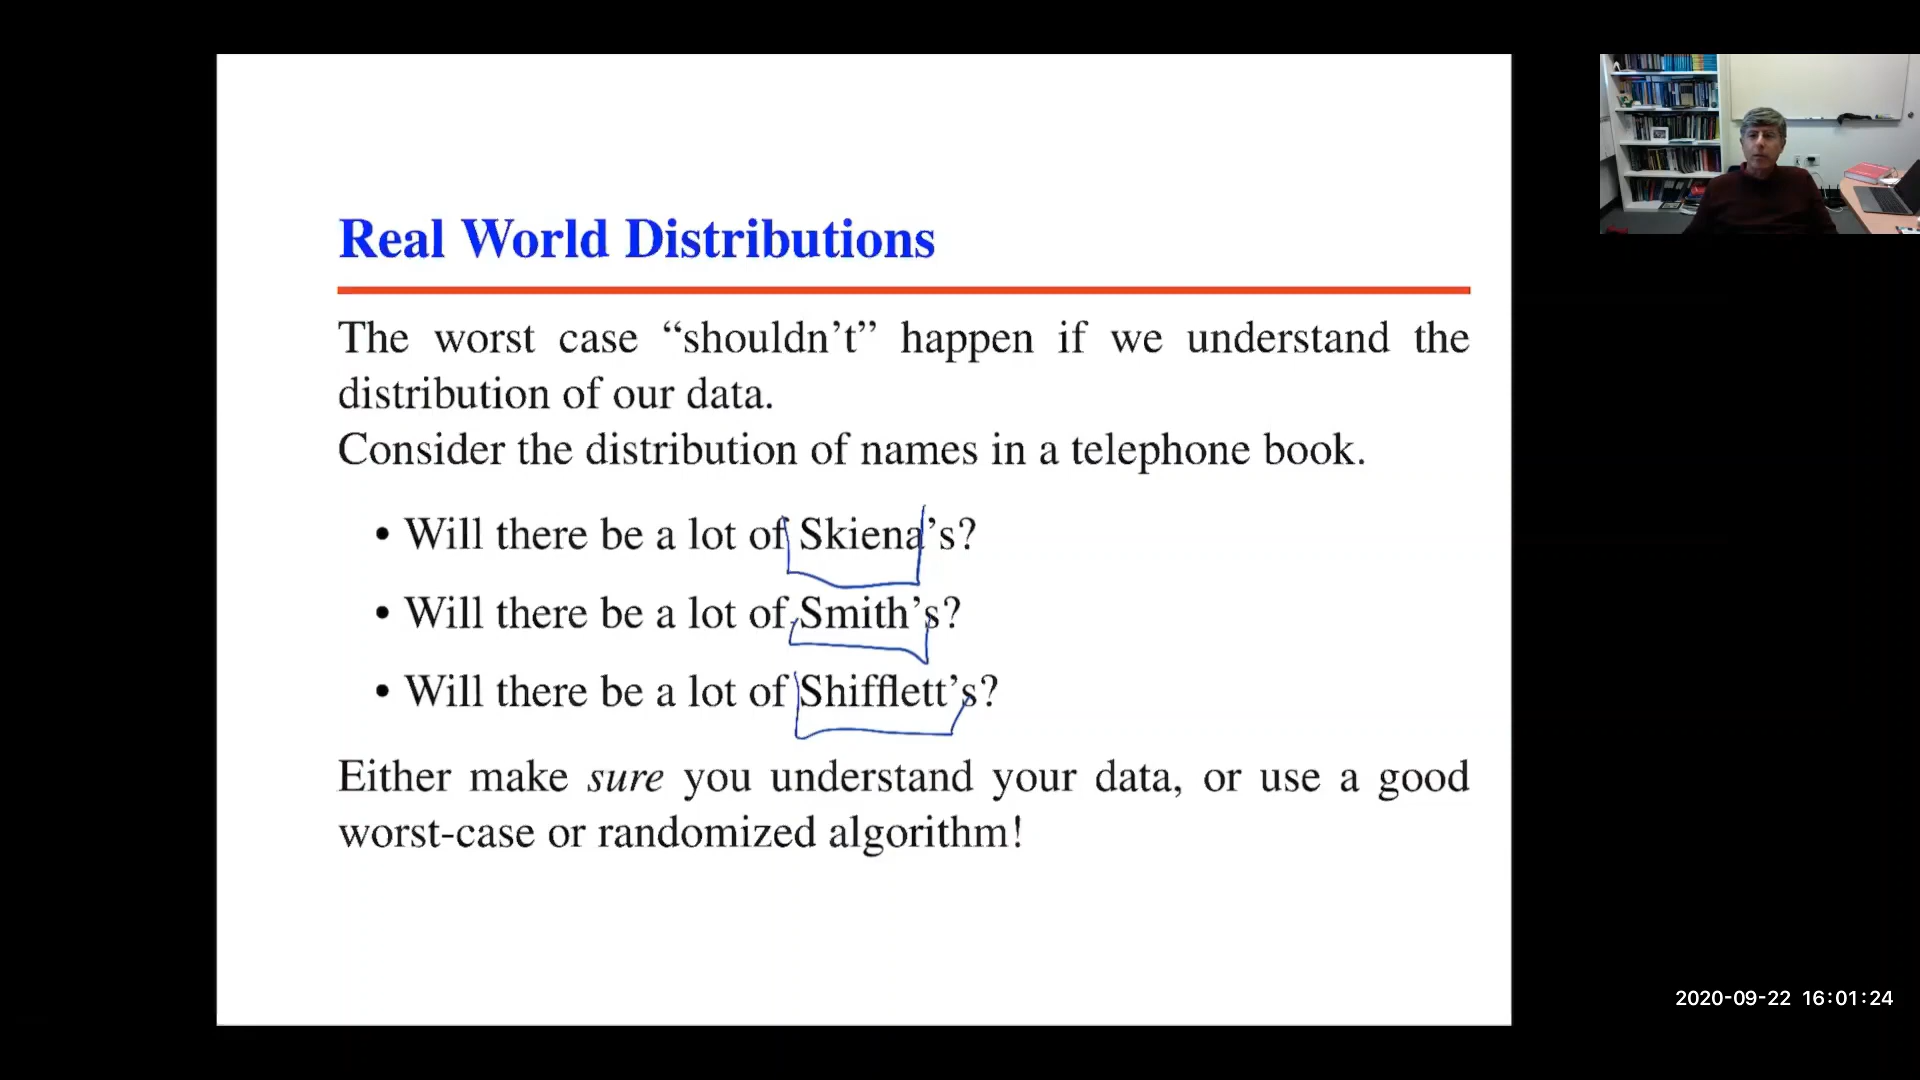 Real World Distributions
The worst case “shouldn’t” happen if we understand the
distribution of our data.
Consider the distribution of names in a telephone book.
• Will there be a lot of Skiena’s?
• Will there be a lot of Smith’s?
• Will there be a lot of Shifflett’s?
Either make sure you understand your data, or use a good
worst-case or randomized algorithm!
2020-09-22 16:01:24